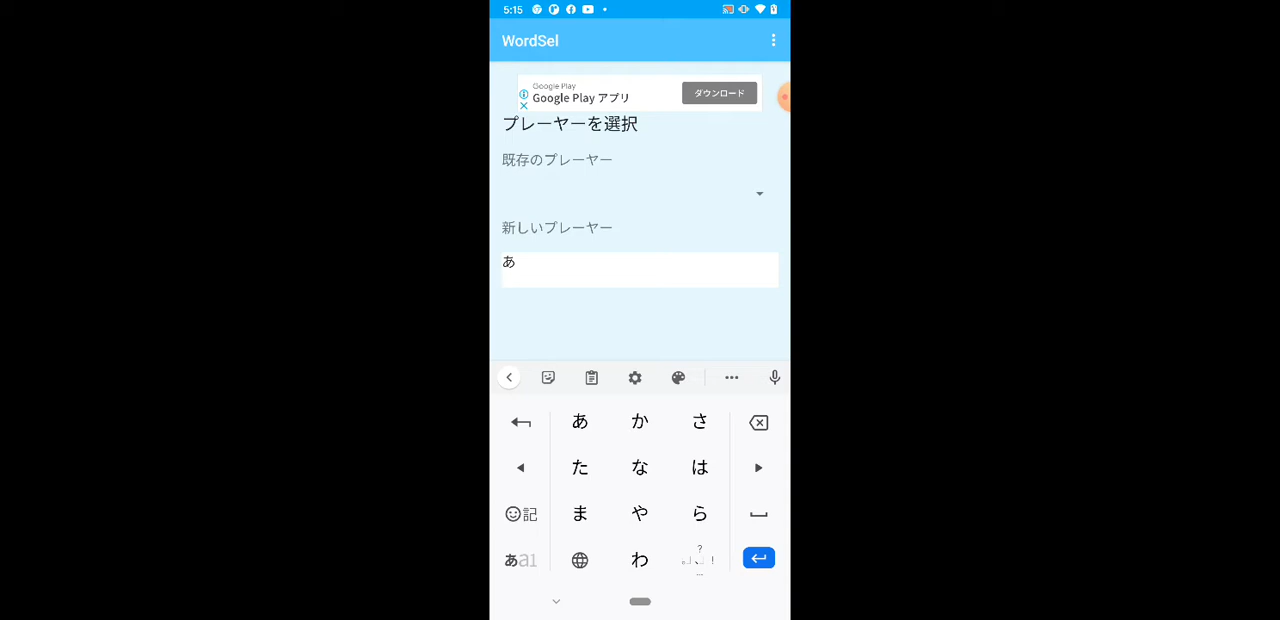 5:15
WordSel
Google Play
Google Play アプリ
ダウンロード
プレーヤーを選択
既存のプレーヤー
新しいプレーヤー
あ
あ か さ
た な は
記 ま や ら
あa1 わ 。」?、!…